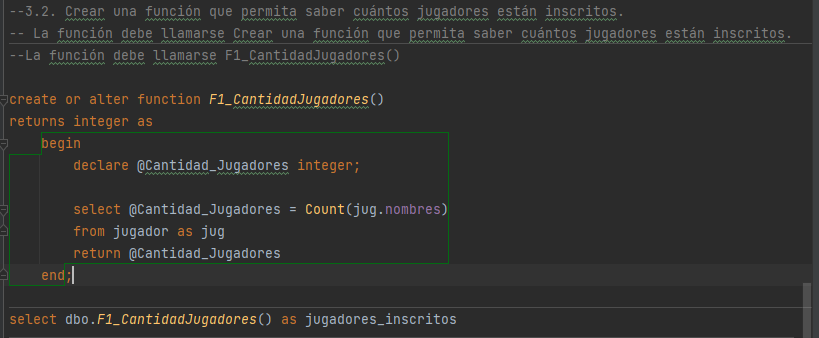 --3.2. Crear una función que permita saber cuántos jugadores están inscritos.
-- La función debe llamarse Crear una función que permita saber cuántos jugadores están inscritos.
--La función debe llamarse F1_CantidadJugadores()
create or alter function F1_CantidadJugadores()
returns integer as
begin
declare @Cantidad_Jugadores integer;
select @Cantidad_Jugadores = Count(jug.nombres)
from jugador as jug
return @Cantidad_Jugadores
end;
select dbo.F1_CantidadJugadores() as jugadores_inscritos